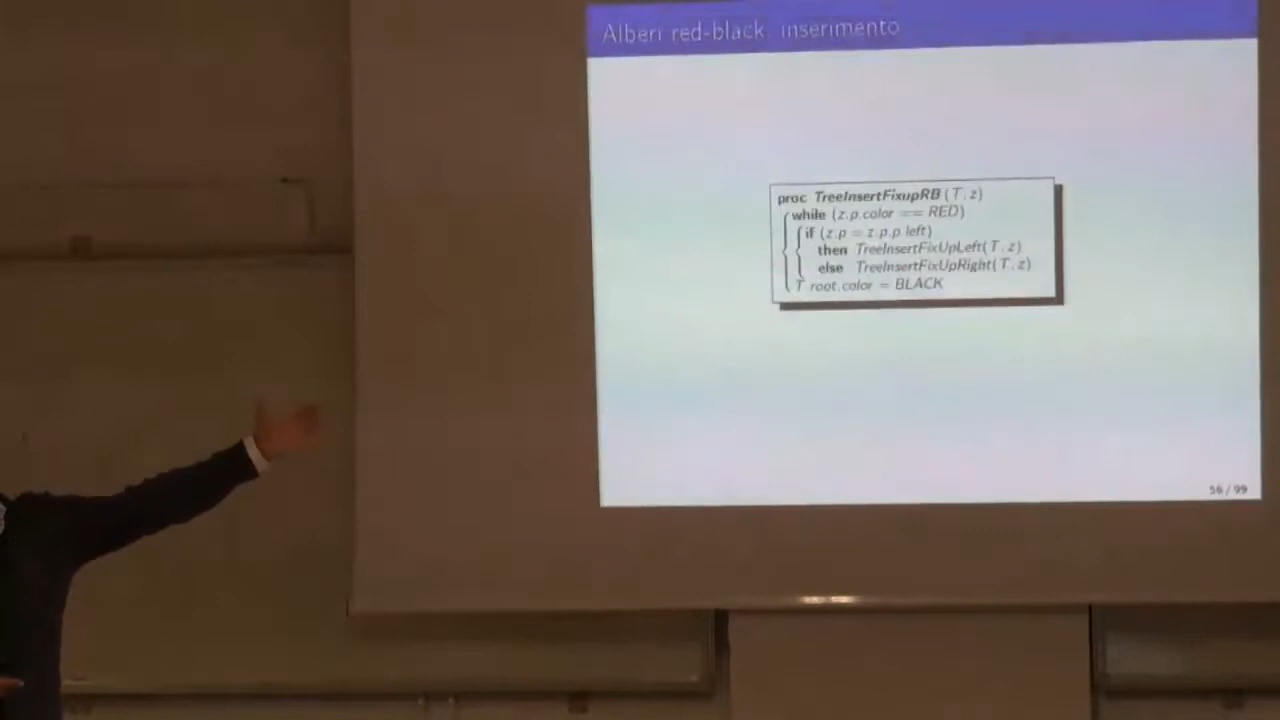 Alberi red-black: inserimento
proc TreeInsertFixupRB (T, z)
while (z.p.color == RED)
if (z.p = z.p.p.left)
then TreeInsertFixUpLeft(T, z)
else TreeInsertFixUpRight(T, z)
T.root.color = BLACK
56 / 99